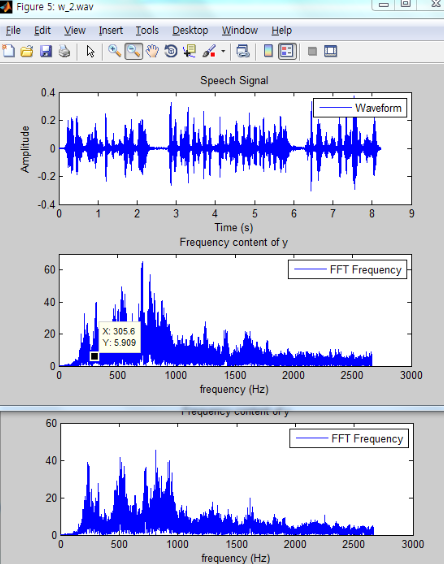 Figure 5: w_2.wav
File Edit View Insert Tools Desktop Window Help
Speech Signal
0.4
0.2
0
-0.2
-0.4
Amplitude
Waveform
0 1 2 3 4 5 6 7 8 9
Time (s)
Frequency content of y
60
40
20
0
FFT Frequency
X: 305.6
Y: 5.909
0 500 1000 1500 2000 2500 3000
frequency (Hz)
Frequency content of y
60
40
20
0
FFT Frequency
0 500 1000 1500 2000 2500 3000
frequency (Hz)